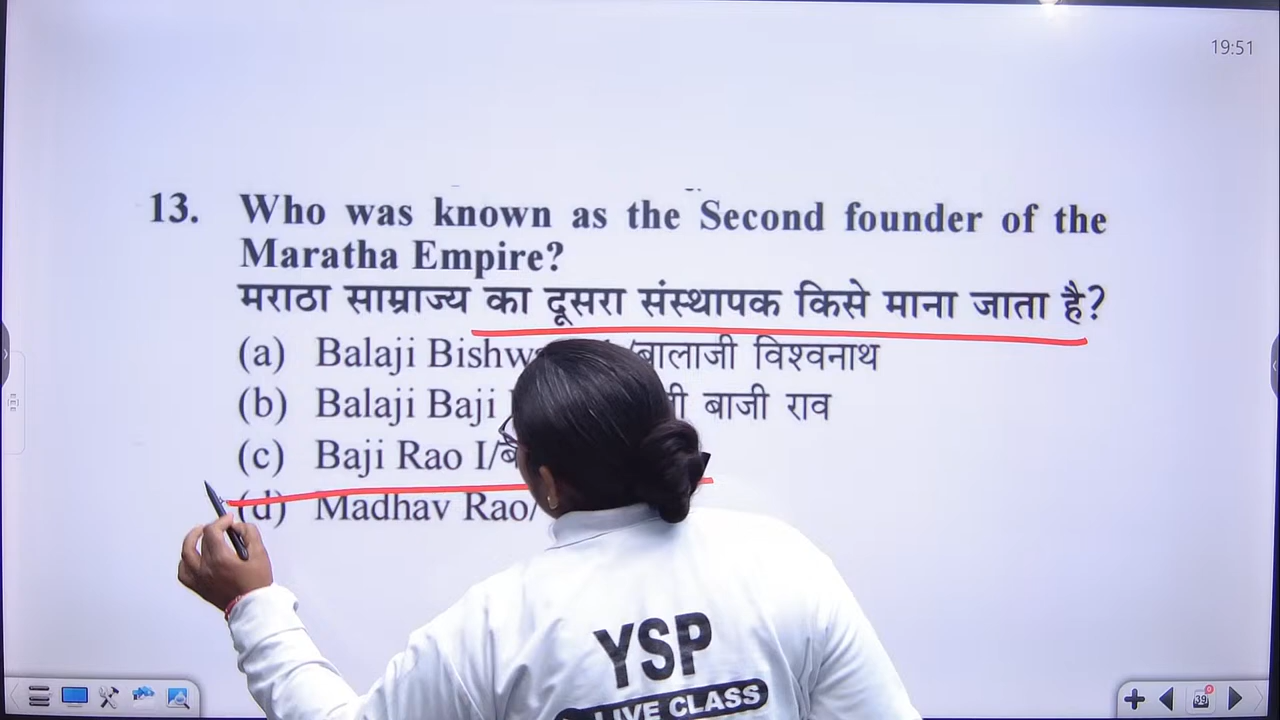 19:51
13. Who was known as the Second founder of the
Maratha Empire?
मराठा साम्राज्य का दूसरा संस्थापक किसे माना जाता है?
(a) Balaji /बालाजी विश्वनाथ
(b) Balaji Baji बाजी राव
(c) Baji Rao I/
(d) Madhav Rao/
YSP
LIVE CLASS
39